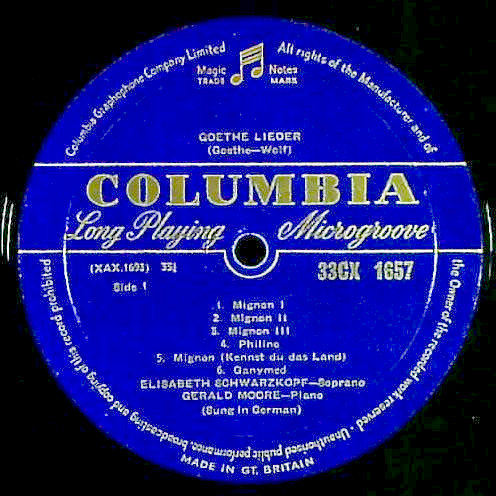 Columbia Graphophone Company Limited
All rights of the Manufacturer and of
Magic Notes
TRADE MARK
GOETHE LIEDER
(Goethe—Wolf)
COLUMBIA
Long Playing Microgroove
(XAX.1693) 33⅓
33CX 1657
Side 1
1. Mignon I
2. Mignon II
3. Mignon III
4. Philine
5. Mignon (Kennst du das Land)
6. Ganymed
ELISABETH SCHWARZKOPF—Soprano
GERALD MOORE—Piano
(Sung in German)
the Owner of the recorded work reserved - Unauthorised public performance, broadcasting and copying of this record prohibited
MADE IN GT. BRITAIN